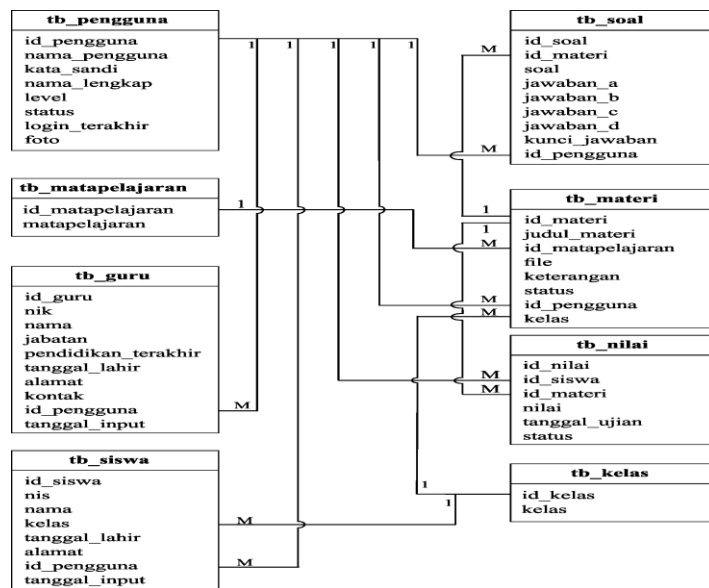 tb_pengguna
id_pengguna
nama_pengguna
kata_sandi
nama_lengkap
level
status
login_terakhir
foto
1
1
1
1
1
tb_matapelajaran
id_matapelajaran
matapelajaran
1
tb_guru
id_guru
nik
nama
jabatan
pendidikan_terakhir
tanggal_lahir
alamat
kontak
id_pengguna
tanggal_input
M
tb_siswa
id_siswa
nis
nama
kelas
tanggal_lahir
alamat
id_pengguna
tanggal_input
M
M
tb_soal
id_soal
id_materi
soal
jawaban_a
jawaban_b
jawaban_c
jawaban_d
kunci_jawaban
id_pengguna
M
M
tb_materi
id_materi
judul_materi
id_matapelajaran
file
keterangan
status
id_pengguna
kelas
1
1
M
M
M
tb_nilai
id_nilai
id_siswa
id_materi
nilai
tanggal_ujian
status
M
M
tb_kelas
id_kelas
kelas
1
1